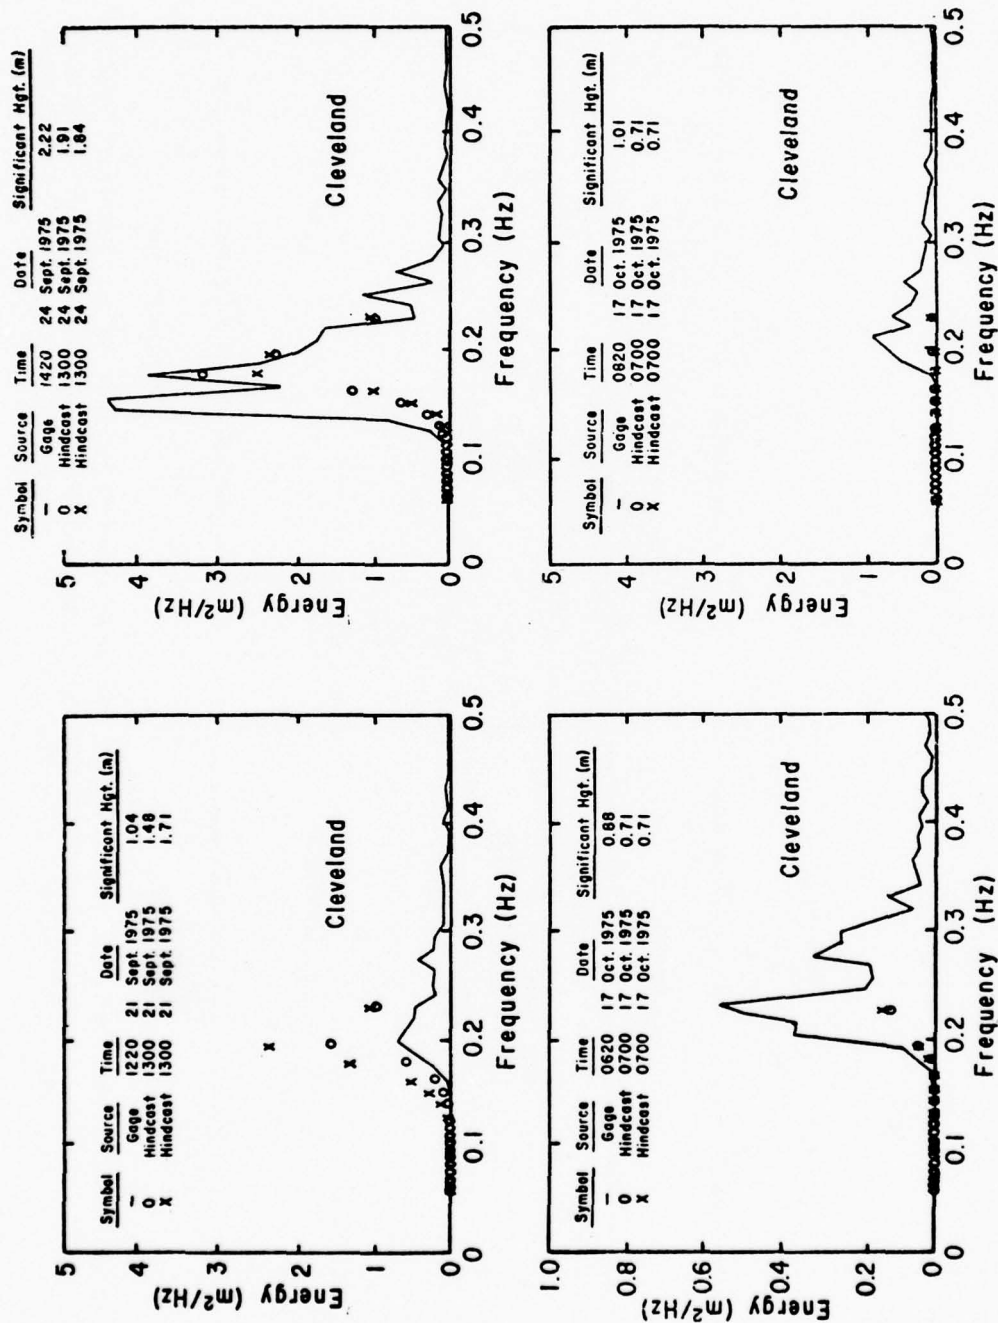 Symbol Source Time Date Significant Hgt. (m)
— Gage 1220 21 Sept. 1975 1.04
O Hindcast 1300 21 Sept. 1975 1.48
X Hindcast 1300 21 Sept. 1975 1.71
Cleveland
Energy (m²/Hz)
5
4
3
2
1
0
0 0.1 0.2 0.3 0.4 0.5
Frequency (Hz)
Symbol Source Time Date Significant Hgt. (m)
— Gage 1420 24 Sept. 1975 2.22
O Hindcast 1300 24 Sept. 1975 1.91
X Hindcast 1300 24 Sept. 1975 1.84
Cleveland
Energy (m²/Hz)
5
4
3
2
1
0
0 0.1 0.2 0.3 0.4 0.5
Frequency (Hz)
Symbol Source Time Date Significant Hgt. (m)
— Gage 0620 17 Oct. 1975 0.88
O Hindcast 0700 17 Oct. 1975 0.71
X Hindcast 0700 17 Oct. 1975 0.71
Cleveland
Energy (m²/Hz)
1.0
0.8
0.6
0.4
0.2
0
0 0.1 0.2 0.3 0.4 0.5
Frequency (Hz)
Symbol Source Time Date Significant Hgt. (m)
— Gage 0820 17 Oct. 1975 1.01
O Hindcast 0700 17 Oct. 1975 0.71
X Hindcast 0700 17 Oct. 1975 0.71
Cleveland
Energy (m²/Hz)
5
4
3
2
1
0
0 0.1 0.2 0.3 0.4 0.5
Frequency (Hz)